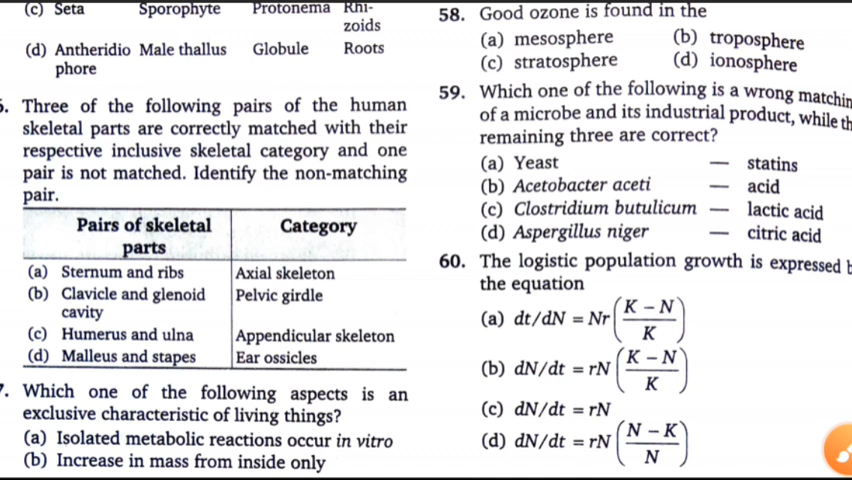 (c) Seta Sporophyte Protonema Rhi-
zoids
(d) Antheridio Male thallus Globule Roots
phore
. Three of the following pairs of the human
skeletal parts are correctly matched with their
respective inclusive skeletal category and one
pair is not matched. Identify the non-matching
pair.
Pairs of skeletal Category
parts
(a) Sternum and ribs Axial skeleton
(b) Clavicle and glenoid Pelvic girdle
cavity
(c) Humerus and ulna Appendicular skeleton
(d) Malleus and stapes Ear ossicles
. Which one of the following aspects is an
exclusive characteristic of living things?
(a) Isolated metabolic reactions occur in vitro
(b) Increase in mass from inside only
58. Good ozone is found in the
(a) mesosphere (b) troposphere
(c) stratosphere (d) ionosphere
59. Which one of the following is a wrong matchin
of a microbe and its industrial product, while th
remaining three are correct?
(a) Yeast — statins
(b) Acetobacter aceti — acid
(c) Clostridium butulicum — lactic acid
(d) Aspergillus niger — citric acid
60. The logistic population growth is expressed b
the equation
(a) dt/dN = Nr((K – N)/K)
(b) dN/dt = rN((K – N)/K)
(c) dN/dt = rN
(d) dN/dt = rN((N – K)/N)